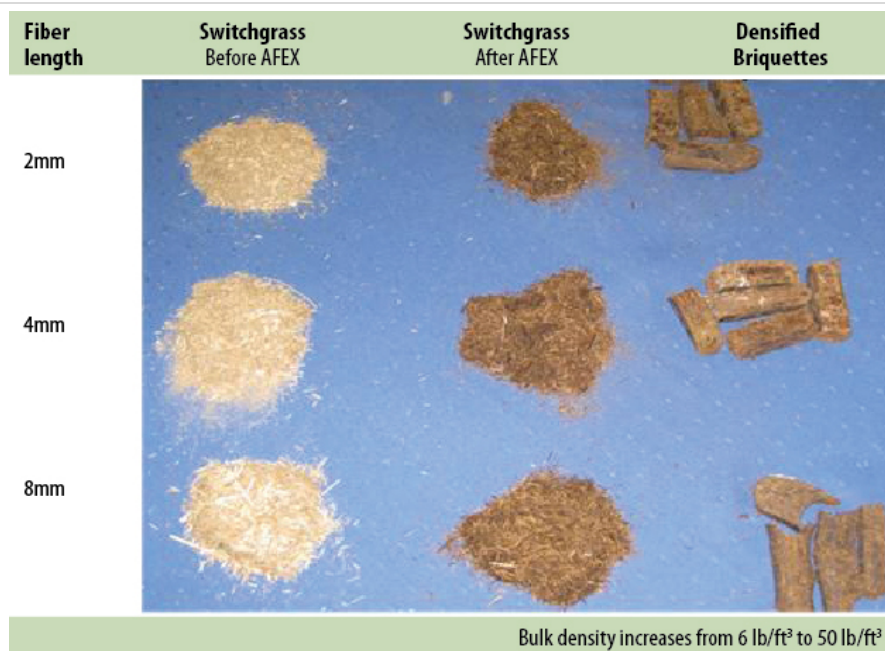 Fiber length
Switchgrass Before AFEX
Switchgrass After AFEX
Densified Briquettes
2mm
4mm
8mm
Bulk density increases from 6 lb/ft³ to 50 lb/ft³